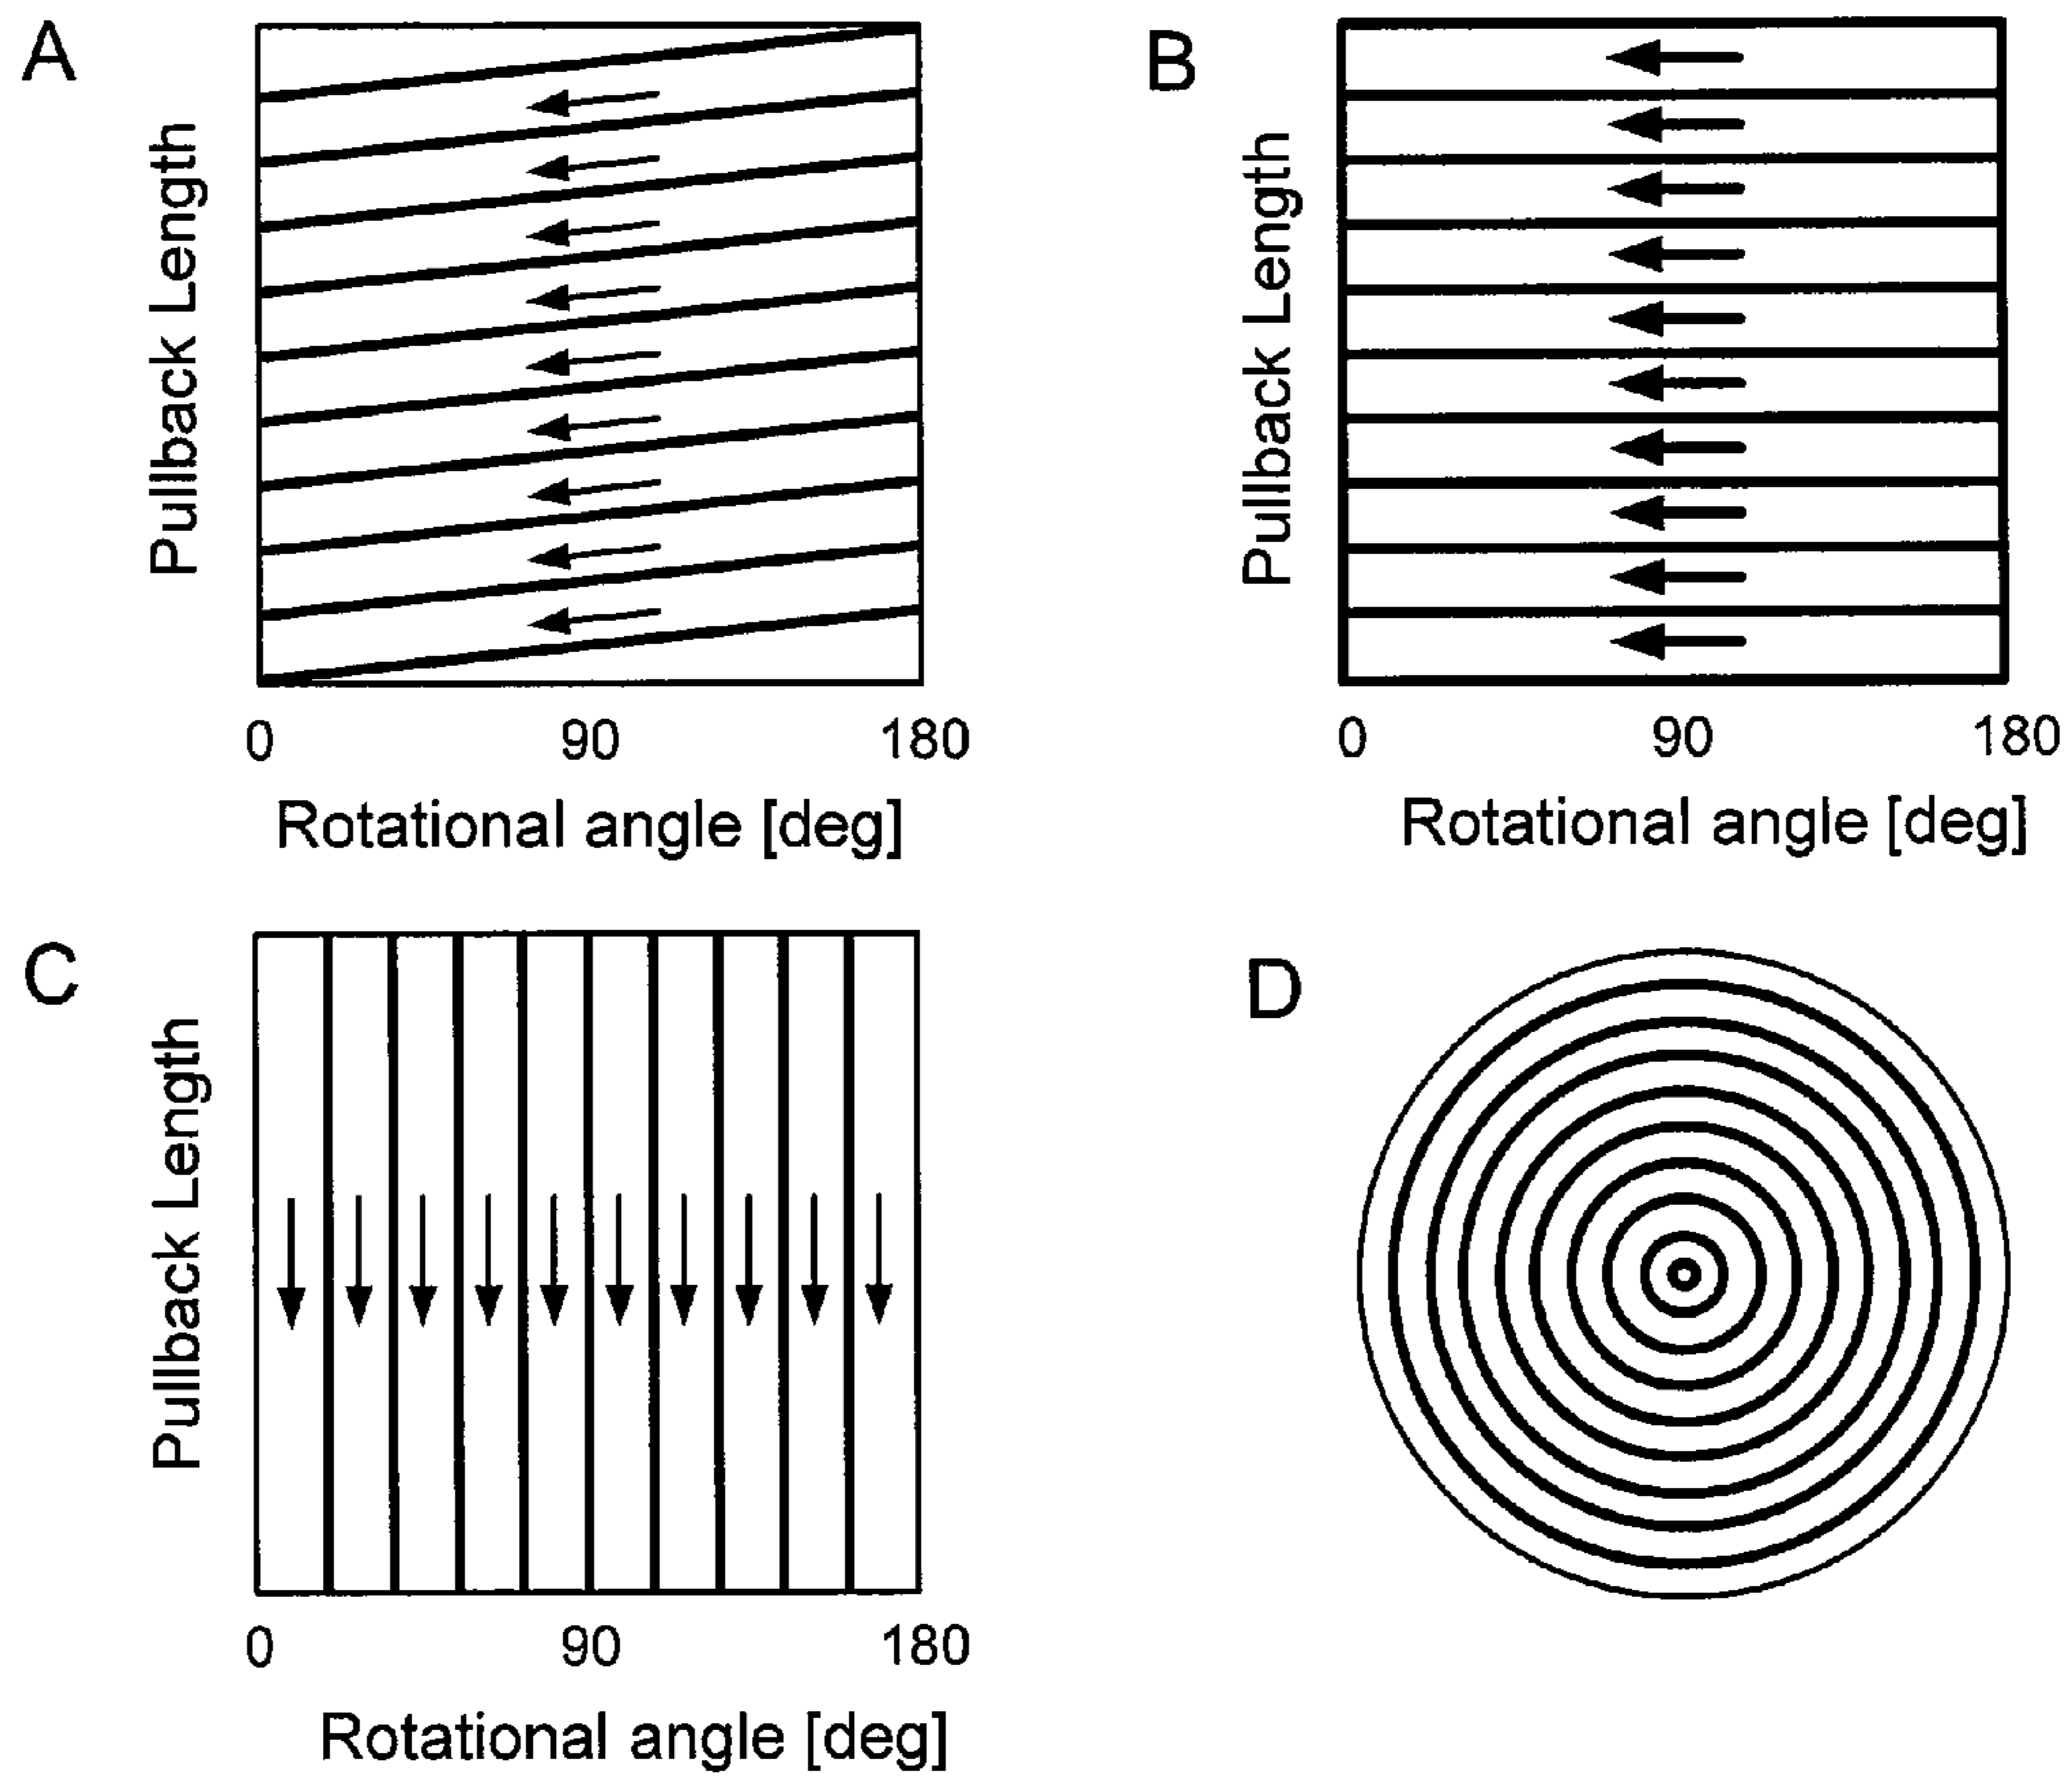 A
Pullback Length
0 90 180
Rotational angle [deg]
B
Pullback Length
0 90 180
Rotational angle [deg]
C
Pullback Length
0 90 180
Rotational angle [deg]
D